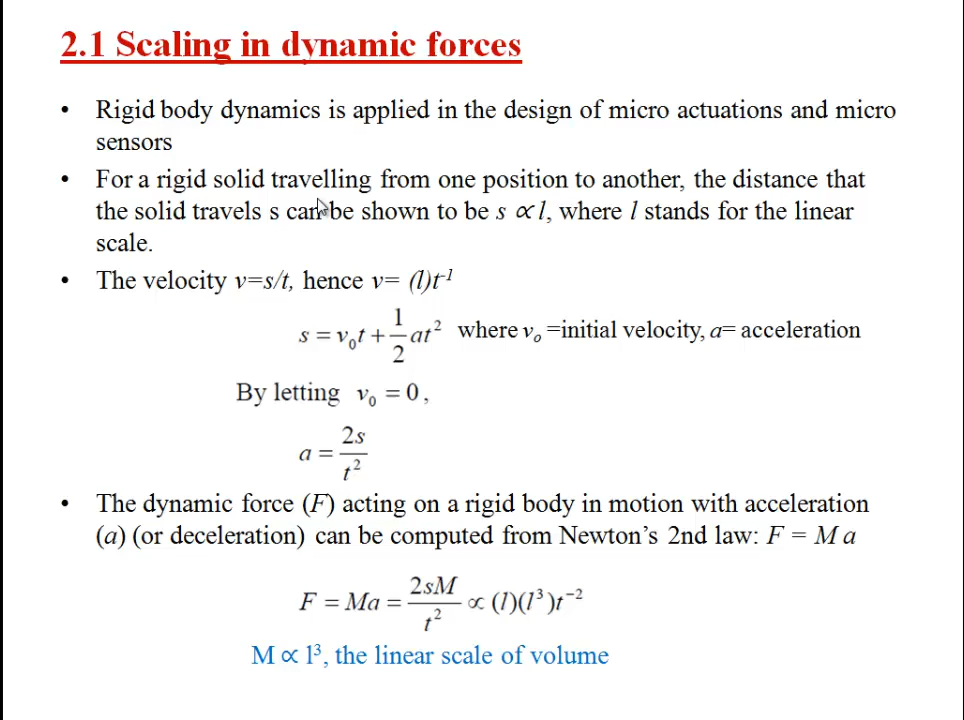 2.1 Scaling in dynamic forces
• Rigid body dynamics is applied in the design of micro actuations and micro
sensors
• For a rigid solid travelling from one position to another, the distance that
the solid travels s can be shown to be s ∝ l, where l stands for the linear
scale.
• The velocity v=s/t, hence v= (l)t⁻¹
s = v₀t + 1/2 at² where vₒ =initial velocity, a= acceleration
By letting v₀ = 0,
a = 2s/t²
• The dynamic force (F) acting on a rigid body in motion with acceleration
(a) (or deceleration) can be computed from Newton’s 2nd law: F = M a
F = Ma = 2sM/t² ∝ (l)(l³)t⁻²
M ∝ l³, the linear scale of volume